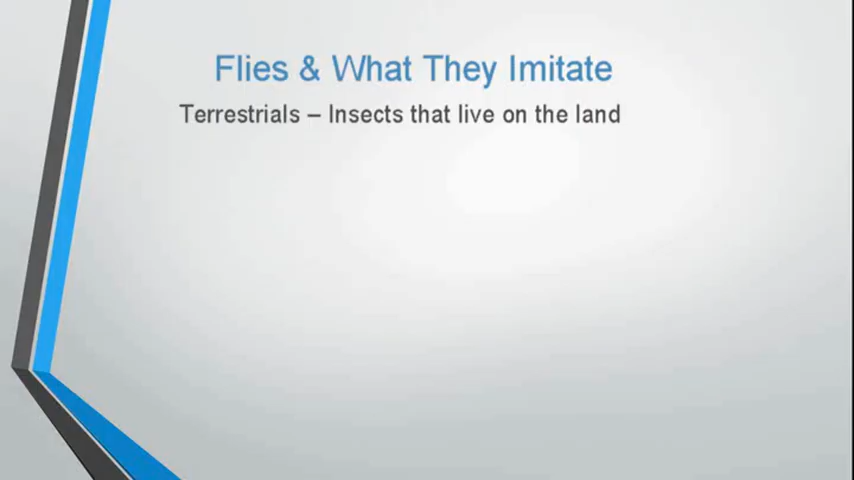 Flies & What They Imitate
Terrestrials – Insects that live on the land